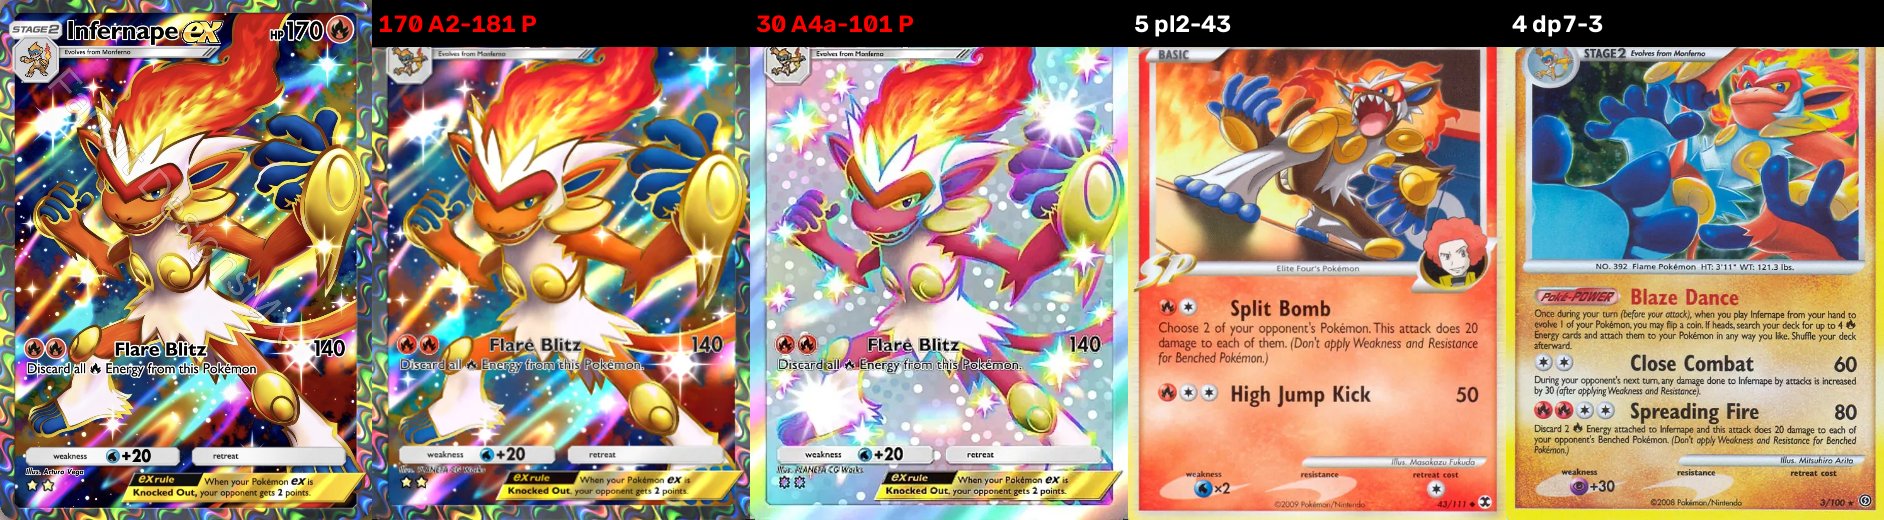 STAGE2 Infernape ex HP170
Evolves from Monferno
Flare Blitz 140
Discard all Energy from this Pokémon
weakness +20 retreat
Illus. Arturo Vega
ex rule When your Pokémon ex is
Knocked Out, your opponent gets 2 points.
170 A2-181 P
Evolves from Monferno
Flare Blitz 140
Discard all Energy from this Pokémon.
weakness +20 retreat
Illus. PLANETA CG Works
ex rule When your Pokémon ex is
Knocked Out, your opponent gets 2 points.
30 A4a-101 P
Evolves from Monferno
Flare Blitz 140
Discard all Energy from this Pokémon.
weakness +20 retreat
Illus. PLANETA CG Works
ex rule When your Pokémon ex is
Knocked Out, your opponent gets 2 points.
5 pl2-43
BASIC
SP
Elite Four's Pokémon
Split Bomb
Choose 2 of your opponent's Pokémon. This attack does 20
damage to each of them. (Don't apply Weakness and Resistance
for Benched Pokémon.)
High Jump Kick 50
Illus. Masakazu Fukuda
weakness resistance retreat cost
×2
©2009 Pokémon/Nintendo 43/111
4 dp7-3
STAGE2 Evolves from Monferno
NO. 392 Flame Pokémon HT: 3'11" WT: 121.3 lbs.
POKé-POWER Blaze Dance
Once during your turn (before your attack), when you play Infernape from your hand to
evolve 1 of your Pokémon, you may flip a coin. If heads, search your deck for up to 4
Energy cards and attach them to your Pokémon in any way you like. Shuffle your deck
afterward.
Close Combat 60
During your opponent's next turn, any damage done to Infernape by attacks is increased
by 30 (after applying Weakness and Resistance).
Spreading Fire 80
Discard 2 Energy attached to Infernape and this attack does 20 damage to each of
your opponent's Benched Pokémon. (Don't apply Weakness and Resistance for Benched
Pokémon.)
Illus. Mitsuhiro Arita
weakness resistance retreat cost
+30
©2008 Pokémon/Nintendo 3/100